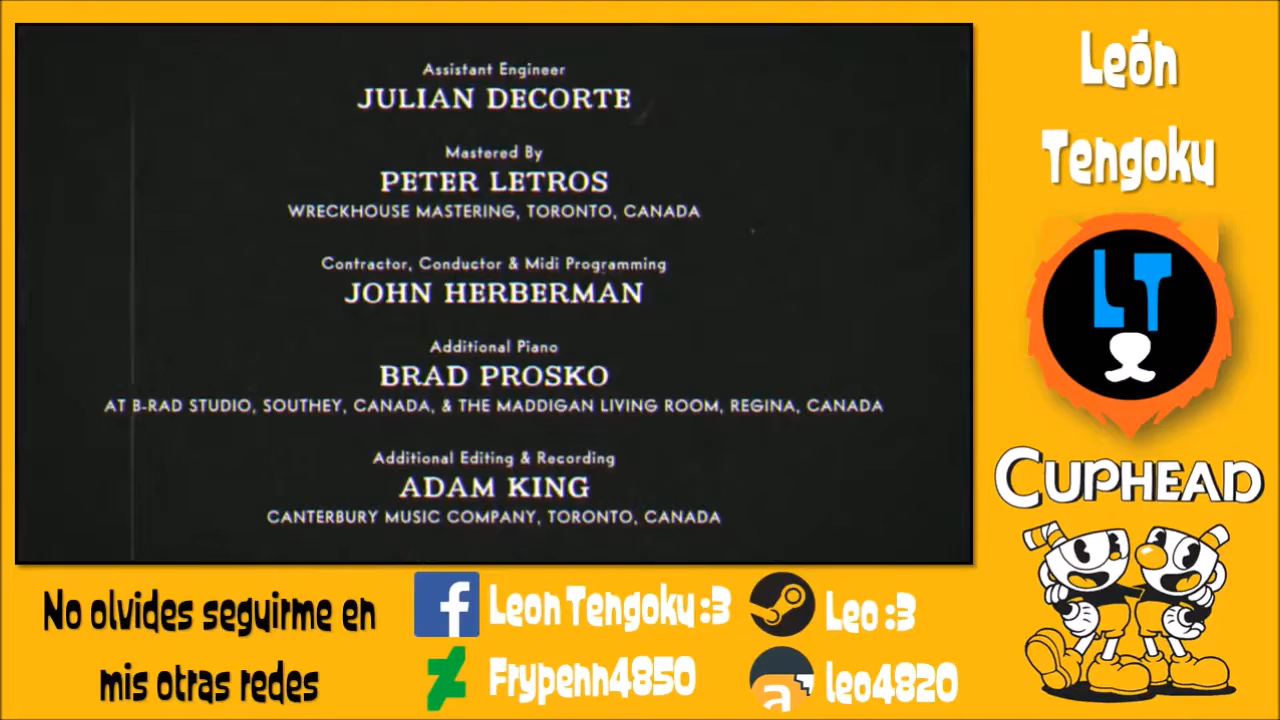 Assistant Engineer
JULIAN DECORTE
Mastered By
PETER LETROS
WRECKHOUSE MASTERING, TORONTO, CANADA
Contractor, Conductor & Midi Programming
JOHN HERBERMAN
Additional Piano
BRAD PROSKO
AT B-RAD STUDIO, SOUTHEY, CANADA, & THE MADDIGAN LIVING ROOM, REGINA, CANADA
Additional Editing & Recording
ADAM KING
CANTERBURY MUSIC COMPANY, TORONTO, CANADA
León
Tengoku
LT
CUPHEAD
No olvides seguirme en
mis otras redes
f Leon Tengoku :3
Frypenn4850
Leo :3
a leo4820